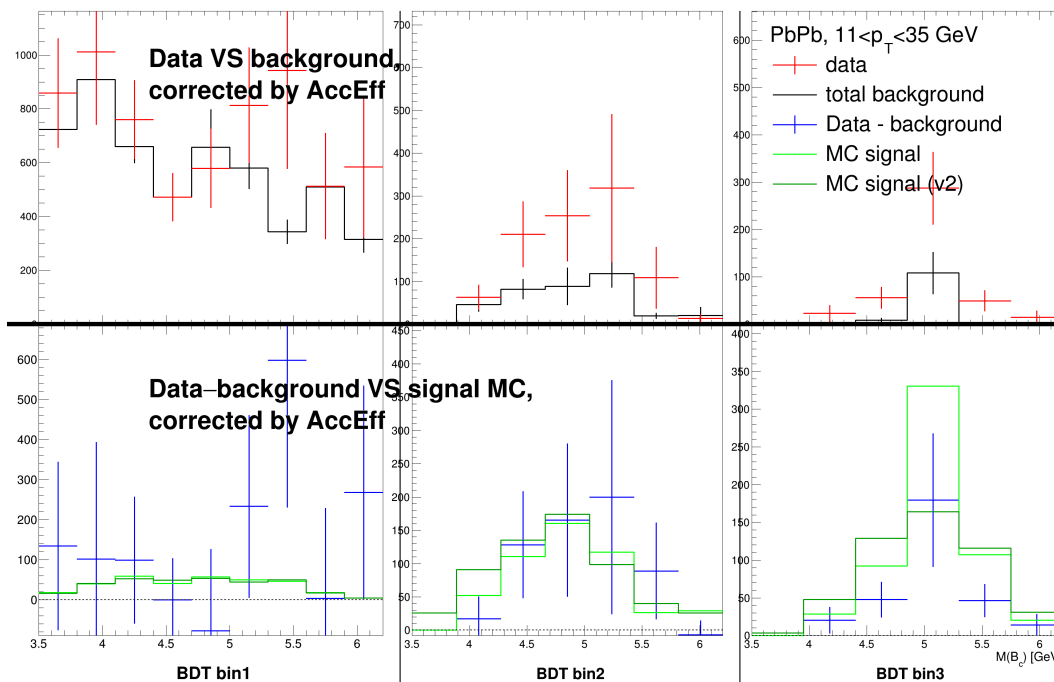 Data VS background,
corrected by AccEff
PbPb, 11<p_T<35 GeV
data
total background
Data - background
MC signal
MC signal (v2)
1000
800
600
400
200
0
700
600
500
400
300
200
100
0
600
500
400
300
200
100
0
Data–background VS signal MC,
corrected by AccEff
600
500
400
300
200
100
0
450
400
350
300
250
200
150
100
50
0
400
350
300
250
200
150
100
50
0
3.5 4 4.5 5 5.5 6
3.5 4 4.5 5 5.5 6
3.5 4 4.5 5 5.5 6
M(B_c) [GeV
BDT bin1
BDT bin2
BDT bin3